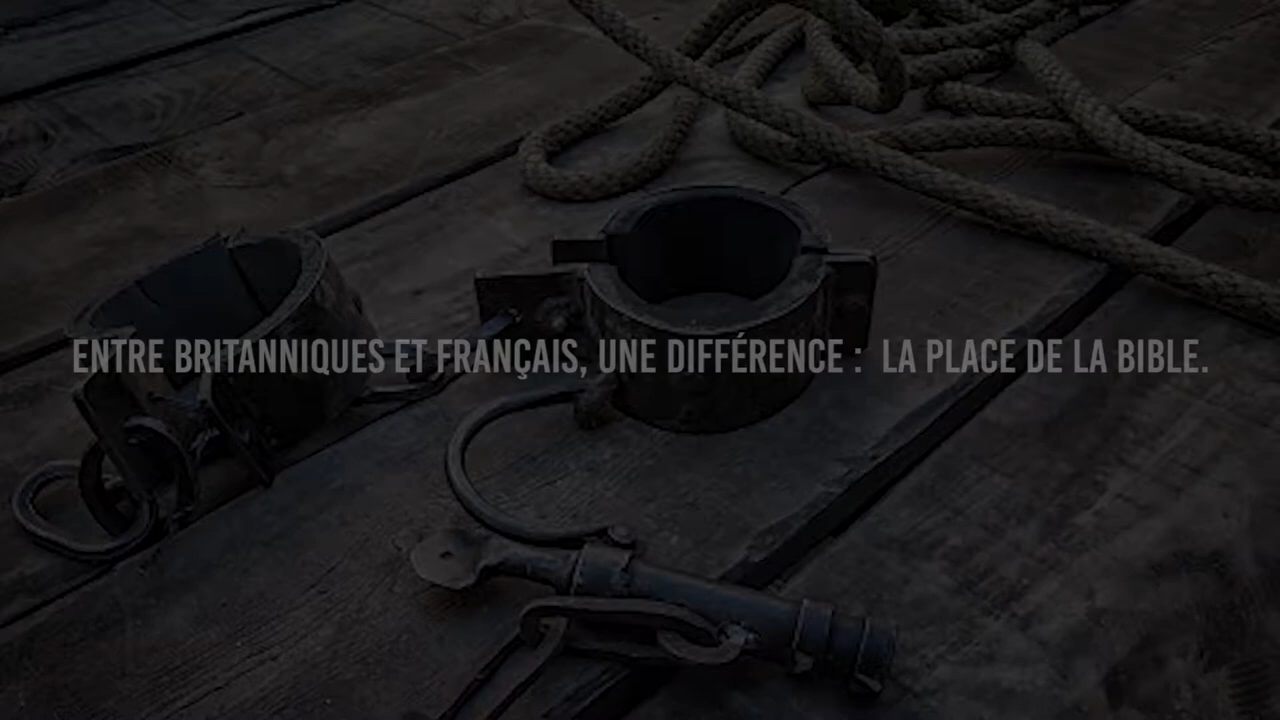 ENTRE BRITANNIQUES ET FRANÇAIS, UNE DIFFÉRENCE :  LA PLACE DE LA BIBLE.